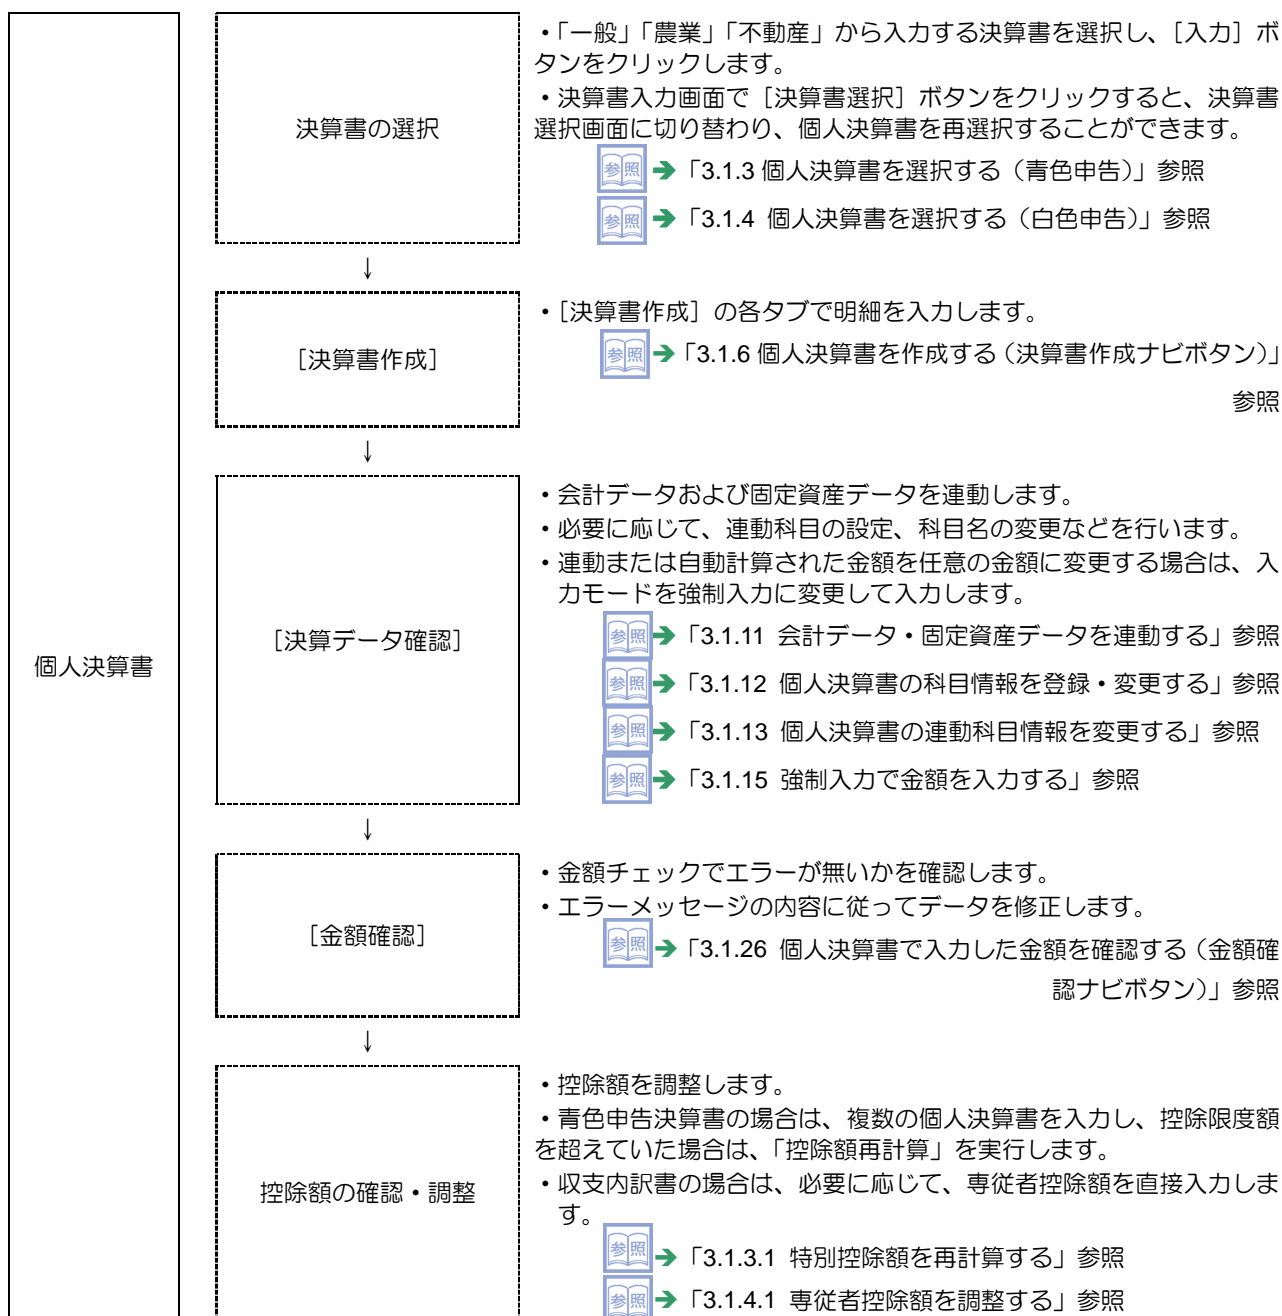 個人決算書
決算書の選択
・「一般」「農業」「不動産」から入力する決算書を選択し、［入力］ボ
タンをクリックします。
・決算書入力画面で［決算書選択］ボタンをクリックすると、決算書
選択画面に切り替わり、個人決算書を再選択することができます。
参照 ➔「3.1.3 個人決算書を選択する（青色申告）」参照
参照 ➔「3.1.4 個人決算書を選択する（白色申告）」参照
↓
［決算書作成］
・［決算書作成］の各タブで明細を入力します。
参照 ➔「3.1.6 個人決算書を作成する（決算書作成ナビボタン）」
参照
↓
［決算データ確認］
・会計データおよび固定資産データを連動します。
・必要に応じて、連動科目の設定、科目名の変更などを行います。
・連動または自動計算された金額を任意の金額に変更する場合は、入
力モードを強制入力に変更して入力します。
参照 ➔「3.1.11 会計データ・固定資産データを連動する」参照
参照 ➔「3.1.12 個人決算書の科目情報を登録・変更する」参照
参照 ➔「3.1.13 個人決算書の連動科目情報を変更する」参照
参照 ➔「3.1.15 強制入力で金額を入力する」参照
↓
［金額確認］
・金額チェックでエラーが無いかを確認します。
・エラーメッセージの内容に従ってデータを修正します。
参照 ➔「3.1.26 個人決算書で入力した金額を確認する（金額確
認ナビボタン）」参照
↓
控除額の確認・調整
・控除額を調整します。
・青色申告決算書の場合は、複数の個人決算書を入力し、控除限度額
を超えていた場合は、「控除額再計算」を実行します。
・収支内訳書の場合は、必要に応じて、専従者控除額を直接入力しま
す。
参照 ➔「3.1.3.1 特別控除額を再計算する」参照
参照 ➔「3.1.4.1 専従者控除額を調整する」参照